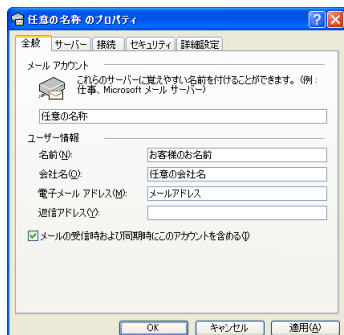 任意の名称 のプロパティ
全般 サーバー 接続 セキュリティ 詳細設定
メール アカウント
これらのサーバーに覚えやすい名前を付けることができます。(例:
仕事、Microsoft メール サーバー)
任意の名称
ユーザー情報
名前(N): お客様のお名前
会社名(O): 任意の会社名
電子メール アドレス(M): メールアドレス
返信アドレス(Y):
メールの受信時および同期時にこのアカウントを含める(I)
OK キャンセル 適用(A)